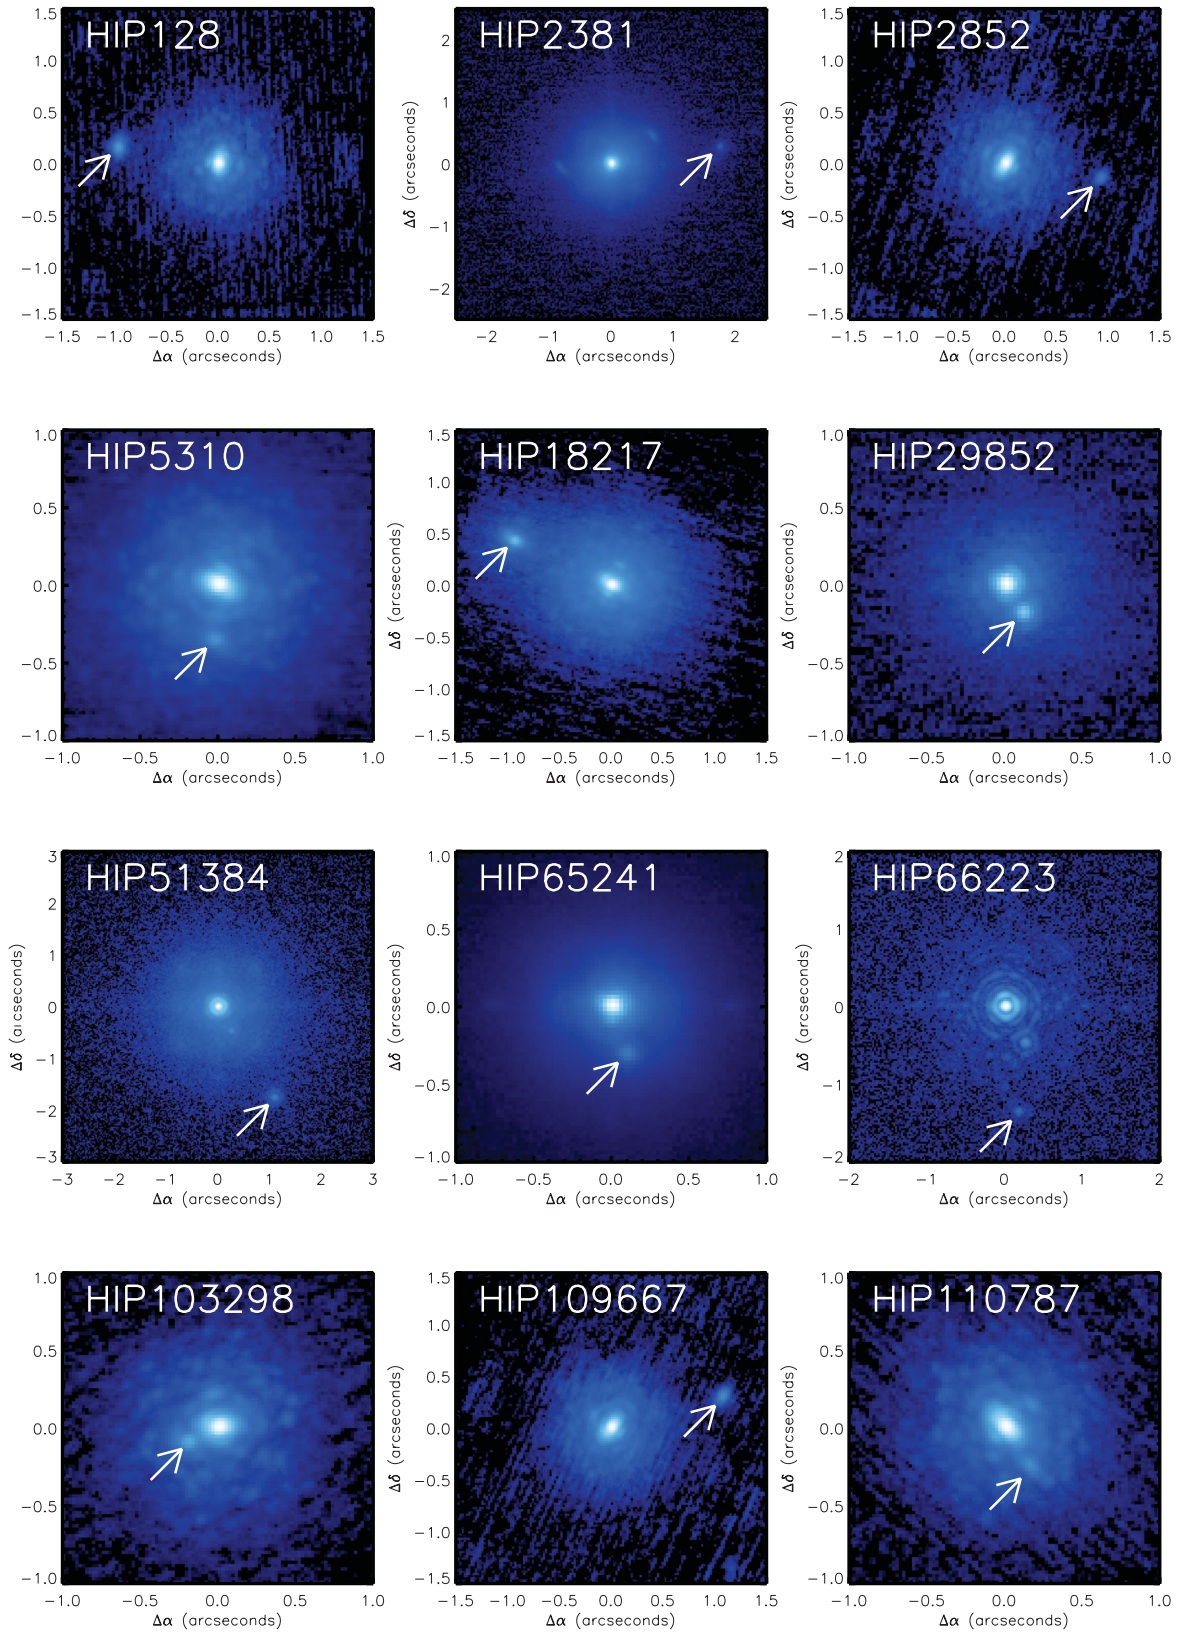 HIP128
1.5
1.0
0.5
0.0
−0.5
−1.0
−1.5
−1.5 −1.0 −0.5 0.0 0.5 1.0 1.5
Δα (arcseconds)
HIP2381
Δδ (arcseconds)
2
1
0
−1
−2
−2 −1 0 1 2
Δα (arcseconds)
HIP2852
Δδ (arcseconds)
1.5
1.0
0.5
0.0
−0.5
−1.0
−1.5
−1.5 −1.0 −0.5 0.0 0.5 1.0 1.5
Δα (arcseconds)
HIP5310
1.0
0.5
0.0
−0.5
−1.0
−1.0 −0.5 0.0 0.5 1.0
Δα (arcseconds)
HIP18217
Δδ (arcseconds)
1.5
1.0
0.5
0.0
−0.5
−1.0
−1.5
−1.5 −1.0 −0.5 0.0 0.5 1.0 1.5
Δα (arcseconds)
HIP29852
Δδ (arcseconds)
1.0
0.5
0.0
−0.5
−1.0
−1.0 −0.5 0.0 0.5 1.0
Δα (arcseconds)
HIP51384
Δδ (arcseconds)
3
2
1
0
−1
−2
−3
−3 −2 −1 0 1 2 3
Δα (arcseconds)
HIP65241
Δδ (arcseconds)
1.0
0.5
0.0
−0.5
−1.0
−1.0 −0.5 0.0 0.5 1.0
Δα (arcseconds)
HIP66223
Δδ (arcseconds)
2
1
0
−1
−2
−2 −1 0 1 2
Δα (arcseconds)
HIP103298
1.0
0.5
0.0
−0.5
−1.0
−1.0 −0.5 0.0 0.5 1.0
Δα (arcseconds)
HIP109667
Δδ (arcseconds)
1.5
1.0
0.5
0.0
−0.5
−1.0
−1.5
−1.5 −1.0 −0.5 0.0 0.5 1.0 1.5
Δα (arcseconds)
HIP110787
Δδ (arcseconds)
1.0
0.5
0.0
−0.5
−1.0
−1.0 −0.5 0.0 0.5 1.0
Δα (arcseconds)